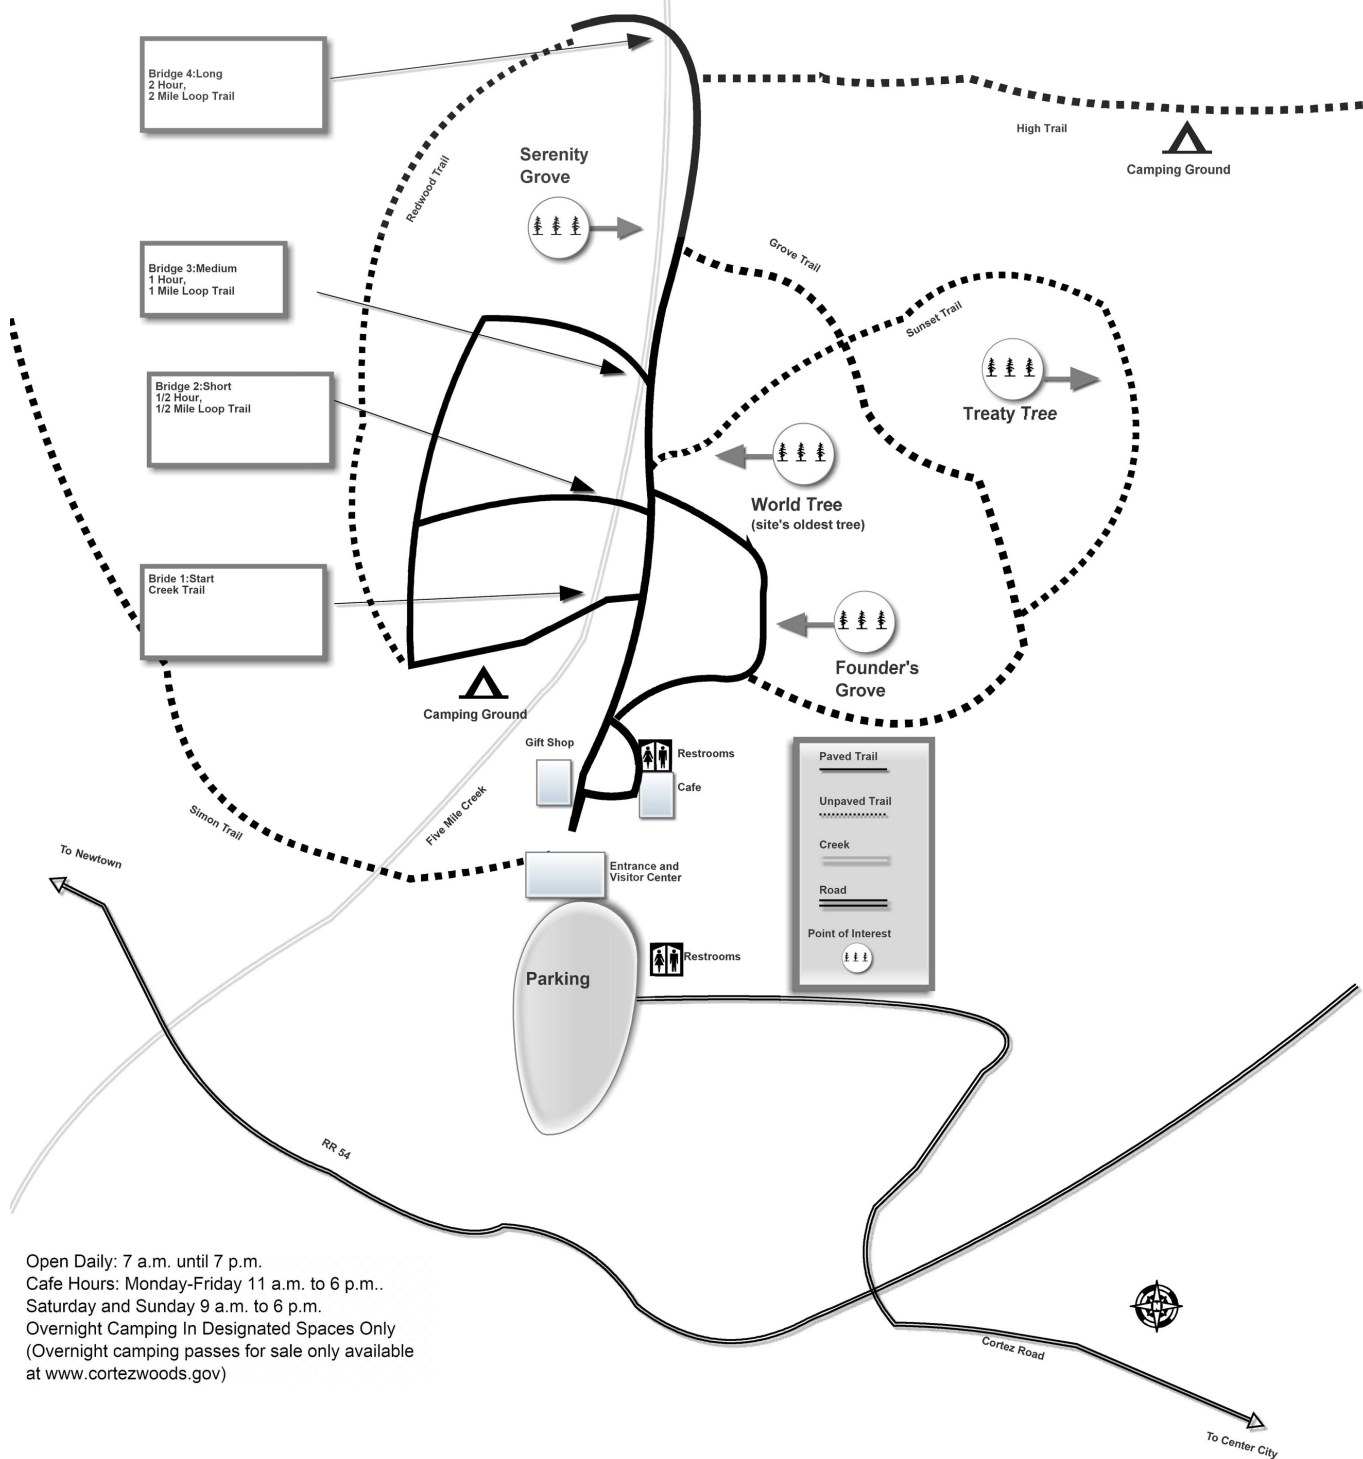 Bridge 4:Long
2 Hour,
2 Mile Loop Trail
High Trail
Camping Ground
Serenity
Grove
Redwood Trail
Bridge 3:Medium
1 Hour,
1 Mile Loop Trail
Grove Trail
Sunset Trail
Treaty Tree
Bridge 2:Short
1/2 Hour,
1/2 Mile Loop Trail
World Tree
(site's oldest tree)
Bride 1:Start
Creek Trail
Founder's
Grove
Camping Ground
Gift Shop
Restrooms
Cafe
Simon Trail
Five Mile Creek
To Newtown
Entrance and
Visitor Center
Paved Trail
Unpaved Trail
Creek
Road
Point of Interest
Parking
Restrooms
RR 54
Open Daily: 7 a.m. until 7 p.m.
Cafe Hours: Monday-Friday 11 a.m. to 6 p.m..
Saturday and Sunday 9 a.m. to 6 p.m.
Overnight Camping In Designated Spaces Only
(Overnight camping passes for sale only available
at www.cortezwoods.gov)
N
Cortez Road
To Center City